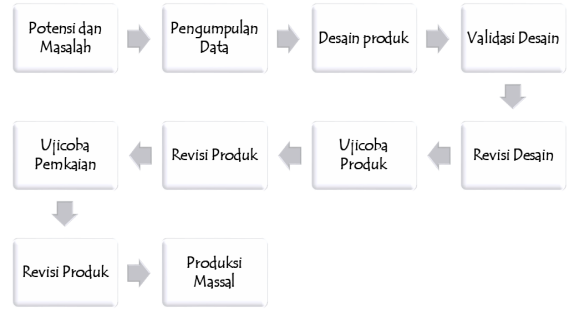 Potensi dan
Masalah
Pengumpulan
Data
Desain produk
Validasi Desain
Revisi Desain
Ujicoba
Produk
Revisi Produk
Ujicoba
Pemkaian
Revisi Produk
Produksi
Massal